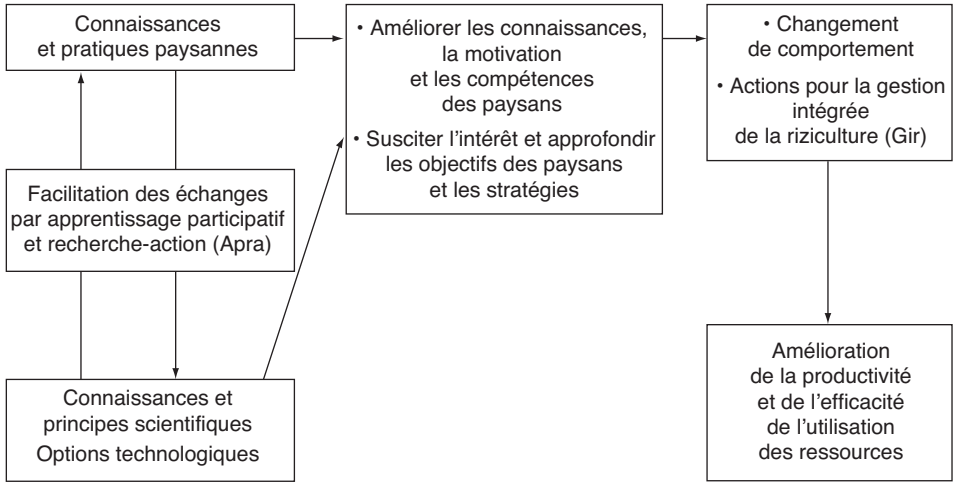 Connaissances
et pratiques paysannes
Facilitation des échanges
par apprentissage participatif
et recherche-action (Apra)
Connaissances et
principes scientifiques
Options technologiques
• Améliorer les connaissances,
la motivation
et les compétences
des paysans
• Susciter l’intérêt et approfondir
les objectifs des paysans
et les stratégies
• Changement
de comportement
• Actions pour la gestion
intégrée
de la riziculture (Gir)
Amélioration
de la productivité
et de l’efficacité
de l’utilisation
des ressources